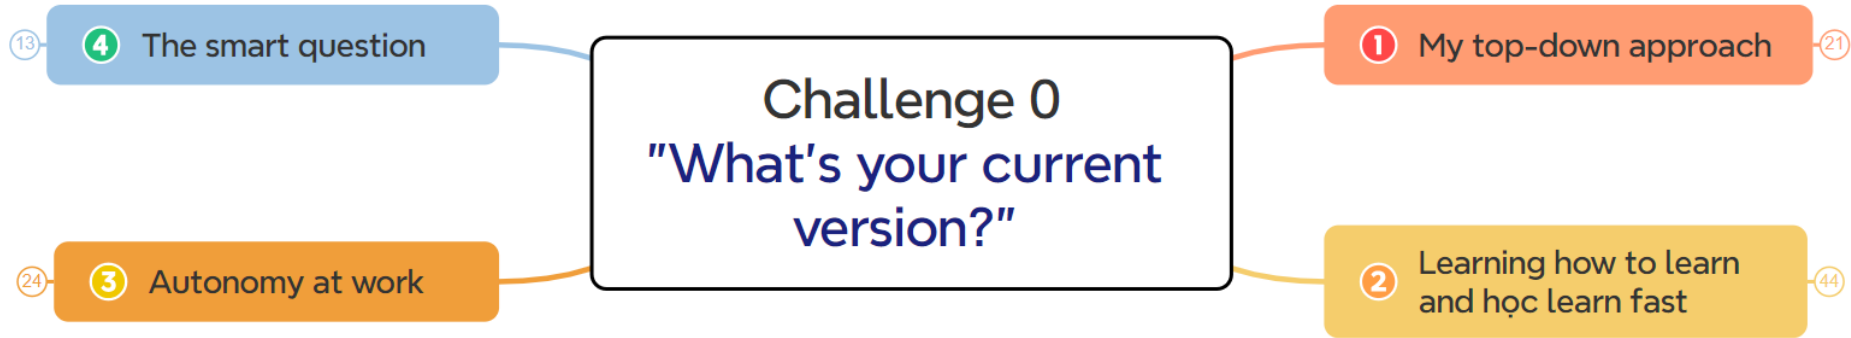 Challenge 0
"What's your current
version?"
1 My top-down approach 21
2 Learning how to learn
and học learn fast 44
3 Autonomy at work 24
4 The smart question 13